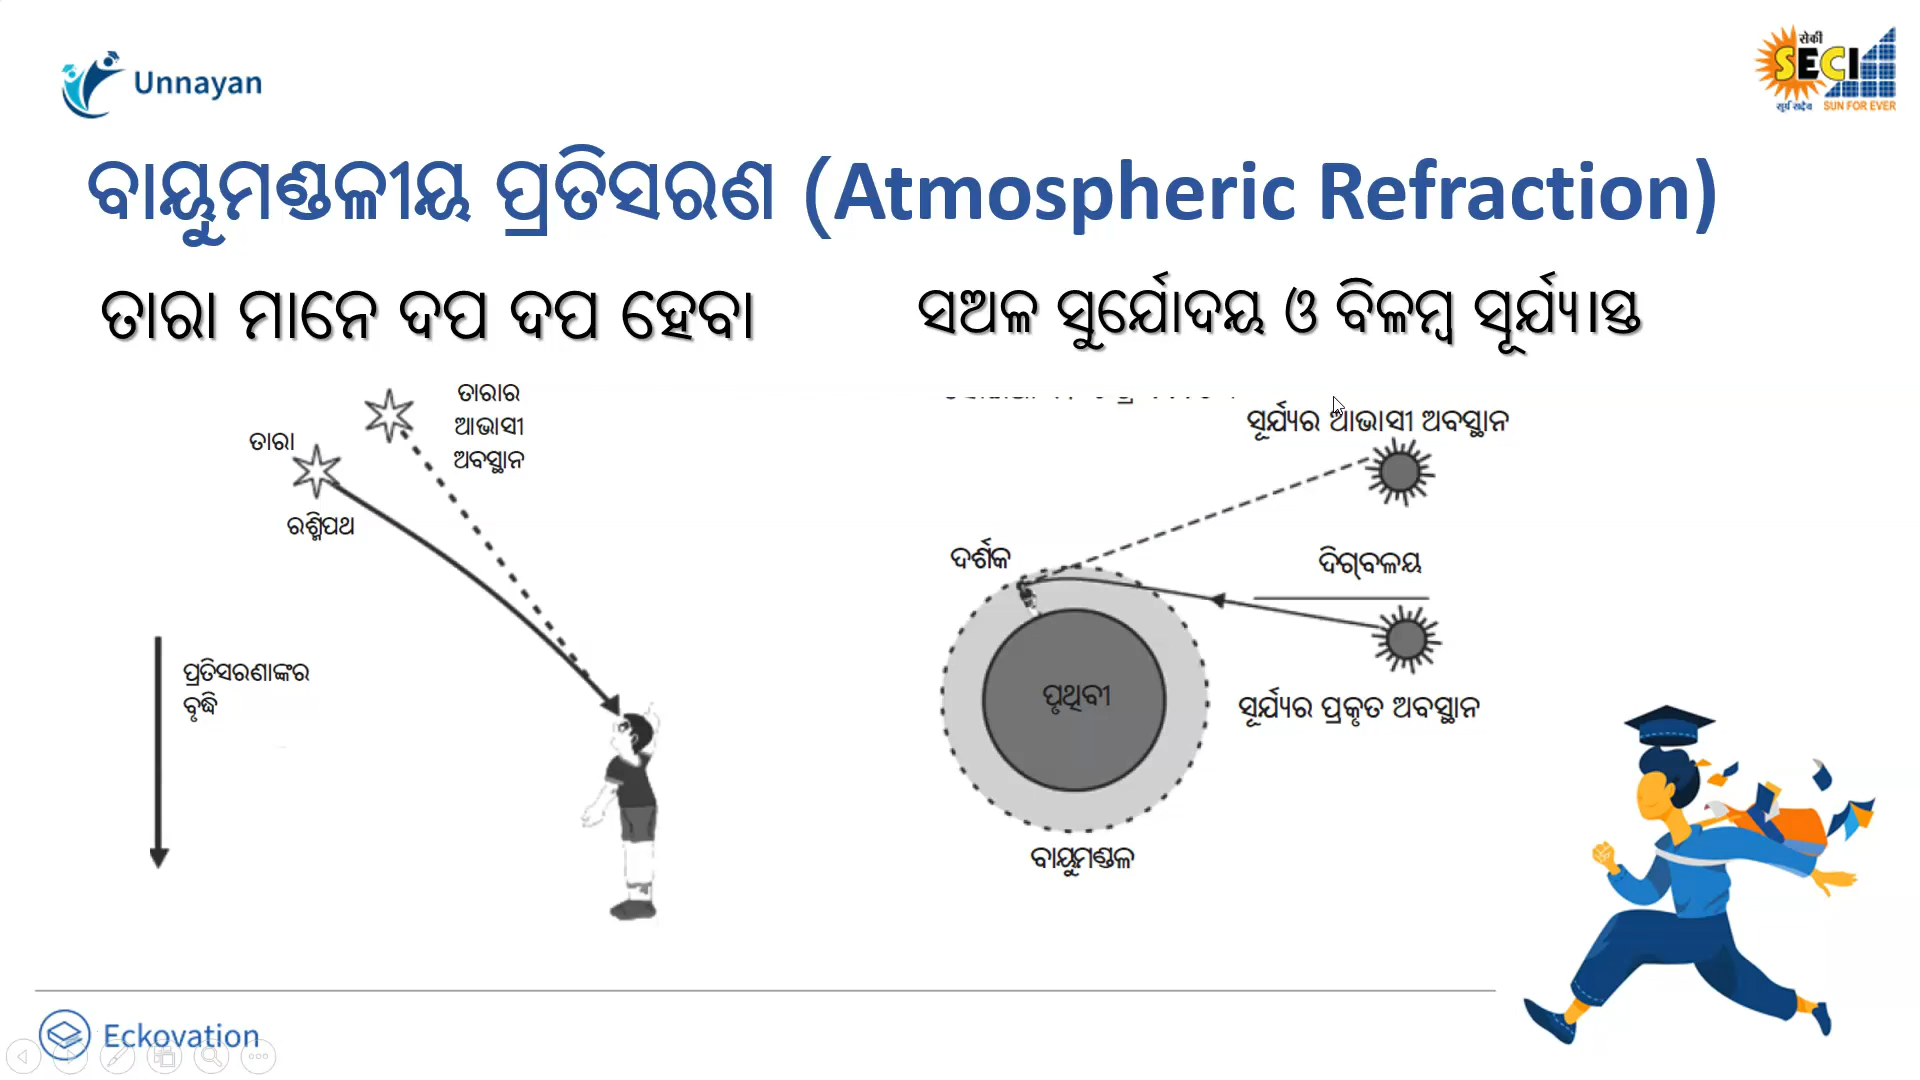 Unnayan
सेकी
SECI
सूर्य सदैव SUN FOR EVER
ବାୟୁମଣ୍ଡଳୀୟ ପ୍ରତିସରଣ (Atmospheric Refraction)
ତାରା ମାନେ ଦପ ଦପ ହେବା
ସଅଳ ସୁର୍ଯୋଦୟ ଓ ବିଳମ୍ବ ସୂର୍ଯ୍ୟାସ୍ତ
ତାରାର
ଆଭାସୀ
ଅବସ୍ଥାନ
ତାରା
ରଶ୍ମିପଥ
ପ୍ରତିସରଣାଙ୍କର
ବୃଦ୍ଧି
ସୂର୍ଯ୍ୟର ଆଭାସୀ ଅବସ୍ଥାନ
ଦର୍ଶକ
ଦିଗ୍‌ବଳୟ
ପୃଥିବୀ
ସୂର୍ଯ୍ୟର ପ୍ରକୃତ ଅବସ୍ଥାନ
ବାୟୁମଣ୍ଡଳ
Eckovation